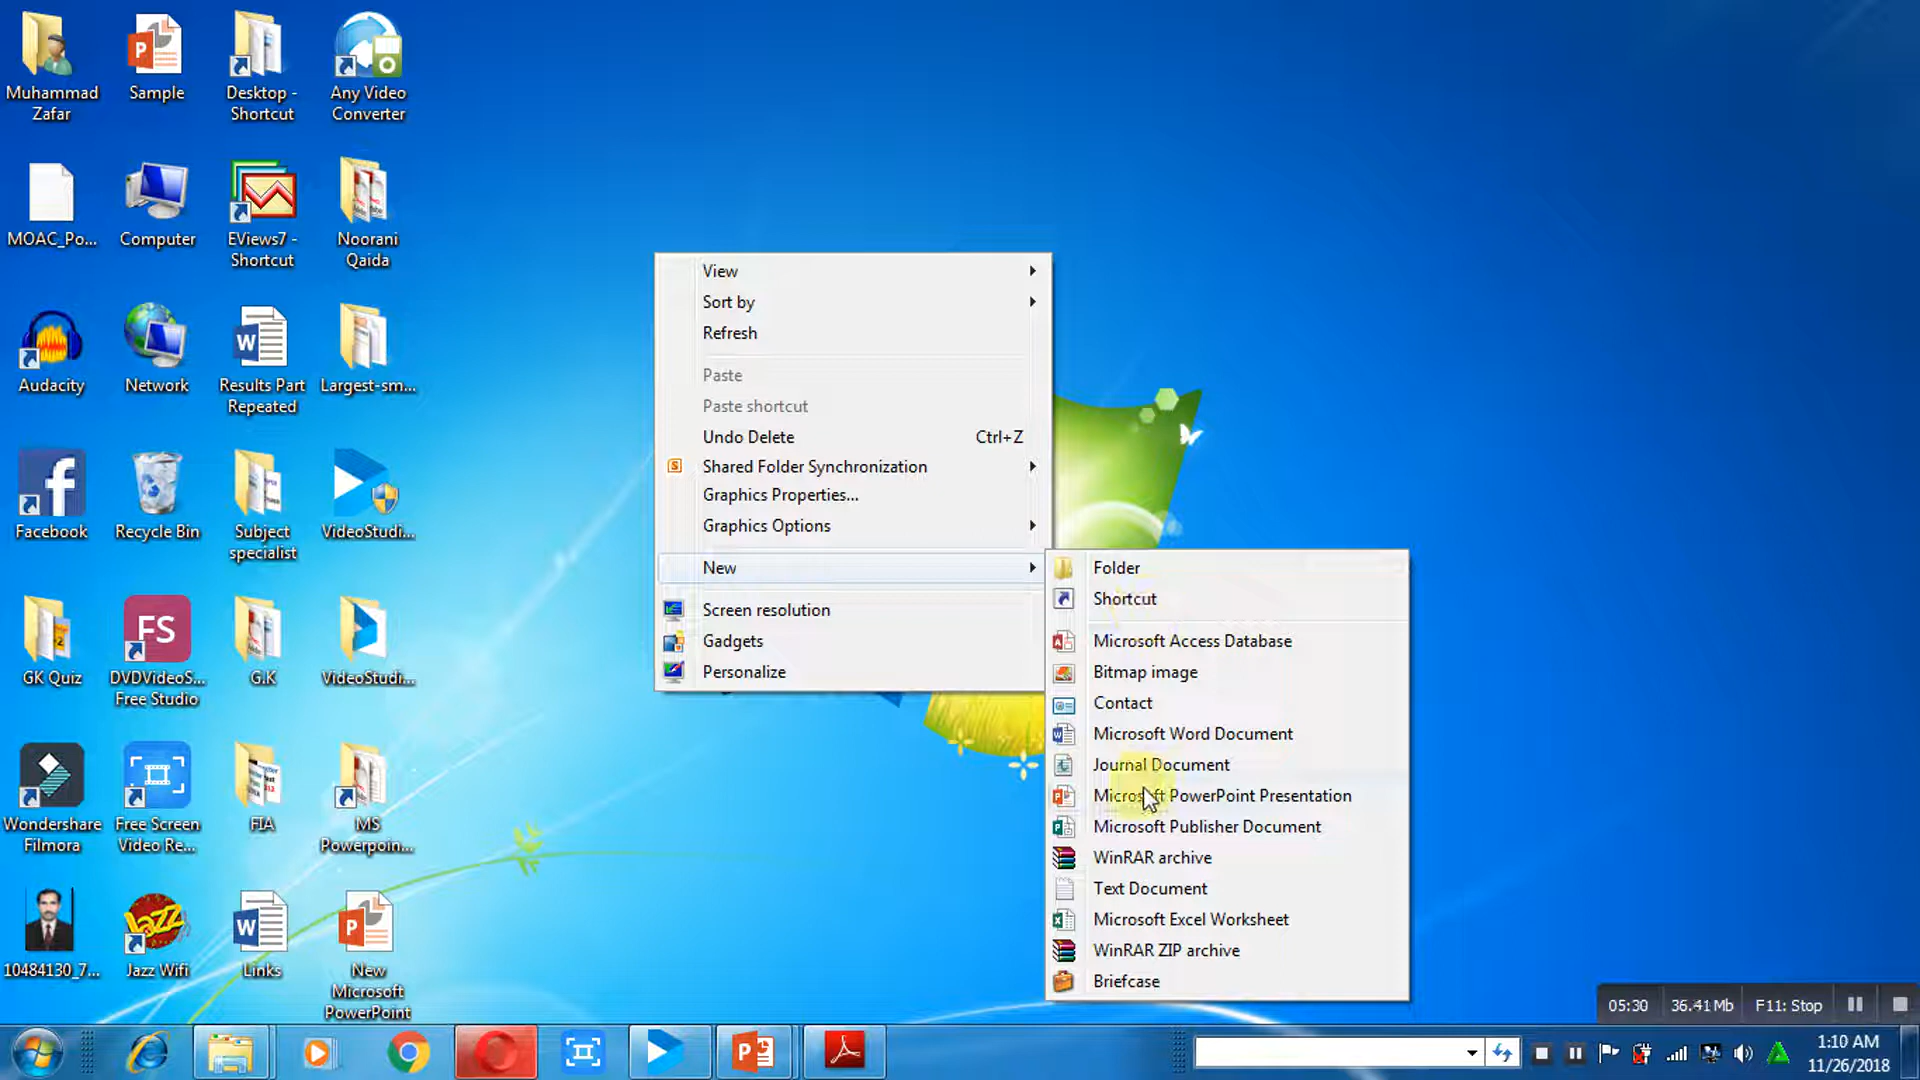 Muhammad
Zafar
Sample
Desktop -
Shortcut
Any Video
Converter
MOAC_Po...
Computer
EViews7 -
Shortcut
Noorani
Qaida
Audacity
Network
Results Part
Repeated
Largest-sm...
Facebook
Recycle Bin
Subject
specialist
VideoStudi...
GK Quiz
DVDVideoS...
Free Studio
G.K
VideoStudi...
Wondershare
Filmora
Free Screen
Video Re...
FIA
MS
Powerpoin...
10484130_7...
Jazz Wifi
Links
New
Microsoft
PowerPoint
View
Sort by
Refresh
Paste
Paste shortcut
Undo Delete Ctrl+Z
Shared Folder Synchronization
Graphics Properties...
Graphics Options
New
Screen resolution
Gadgets
Personalize
Folder
Shortcut
Microsoft Access Database
Bitmap image
Contact
Microsoft Word Document
Journal Document
Microsoft PowerPoint Presentation
Microsoft Publisher Document
WinRAR archive
Text Document
Microsoft Excel Worksheet
WinRAR ZIP archive
Briefcase
05:30 36.41Mb F11: Stop
1:10 AM
11/26/2018
FS
Jazz